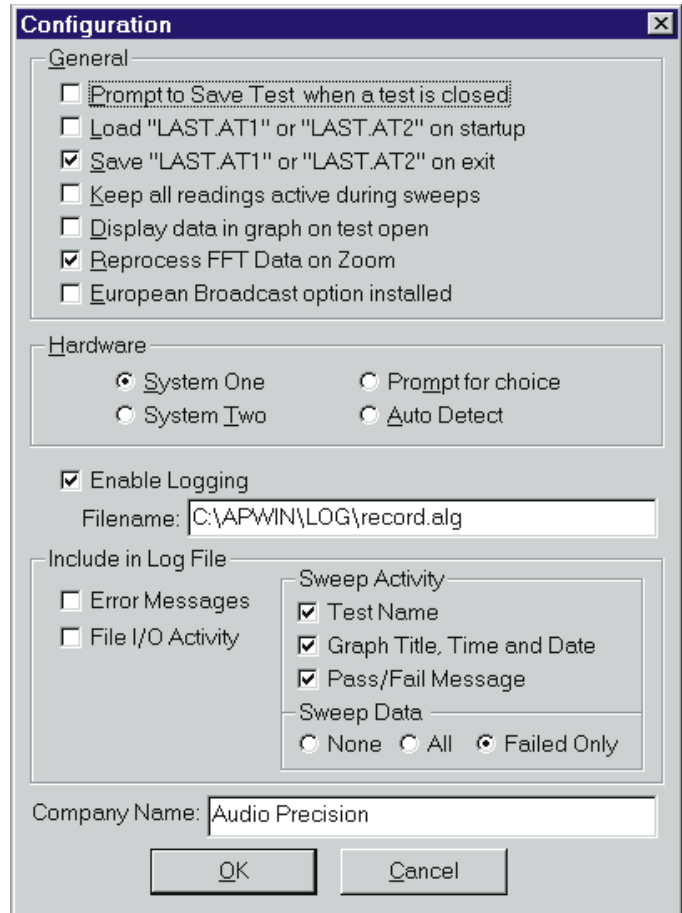 Configuration
General
Prompt to Save Test when a test is closed
Load "LAST.AT1" or "LAST.AT2" on startup
Save "LAST.AT1" or "LAST.AT2" on exit
Keep all readings active during sweeps
Display data in graph on test open
Reprocess FFT Data on Zoom
European Broadcast option installed
Hardware
System One
Prompt for choice
System Two
Auto Detect
Enable Logging
Filename: C:\APWIN\LOG\record.alg
Include in Log File
Error Messages
File I/O Activity
Sweep Activity
Test Name
Graph Title, Time and Date
Pass/Fail Message
Sweep Data
None All Failed Only
Company Name: Audio Precision
OK Cancel